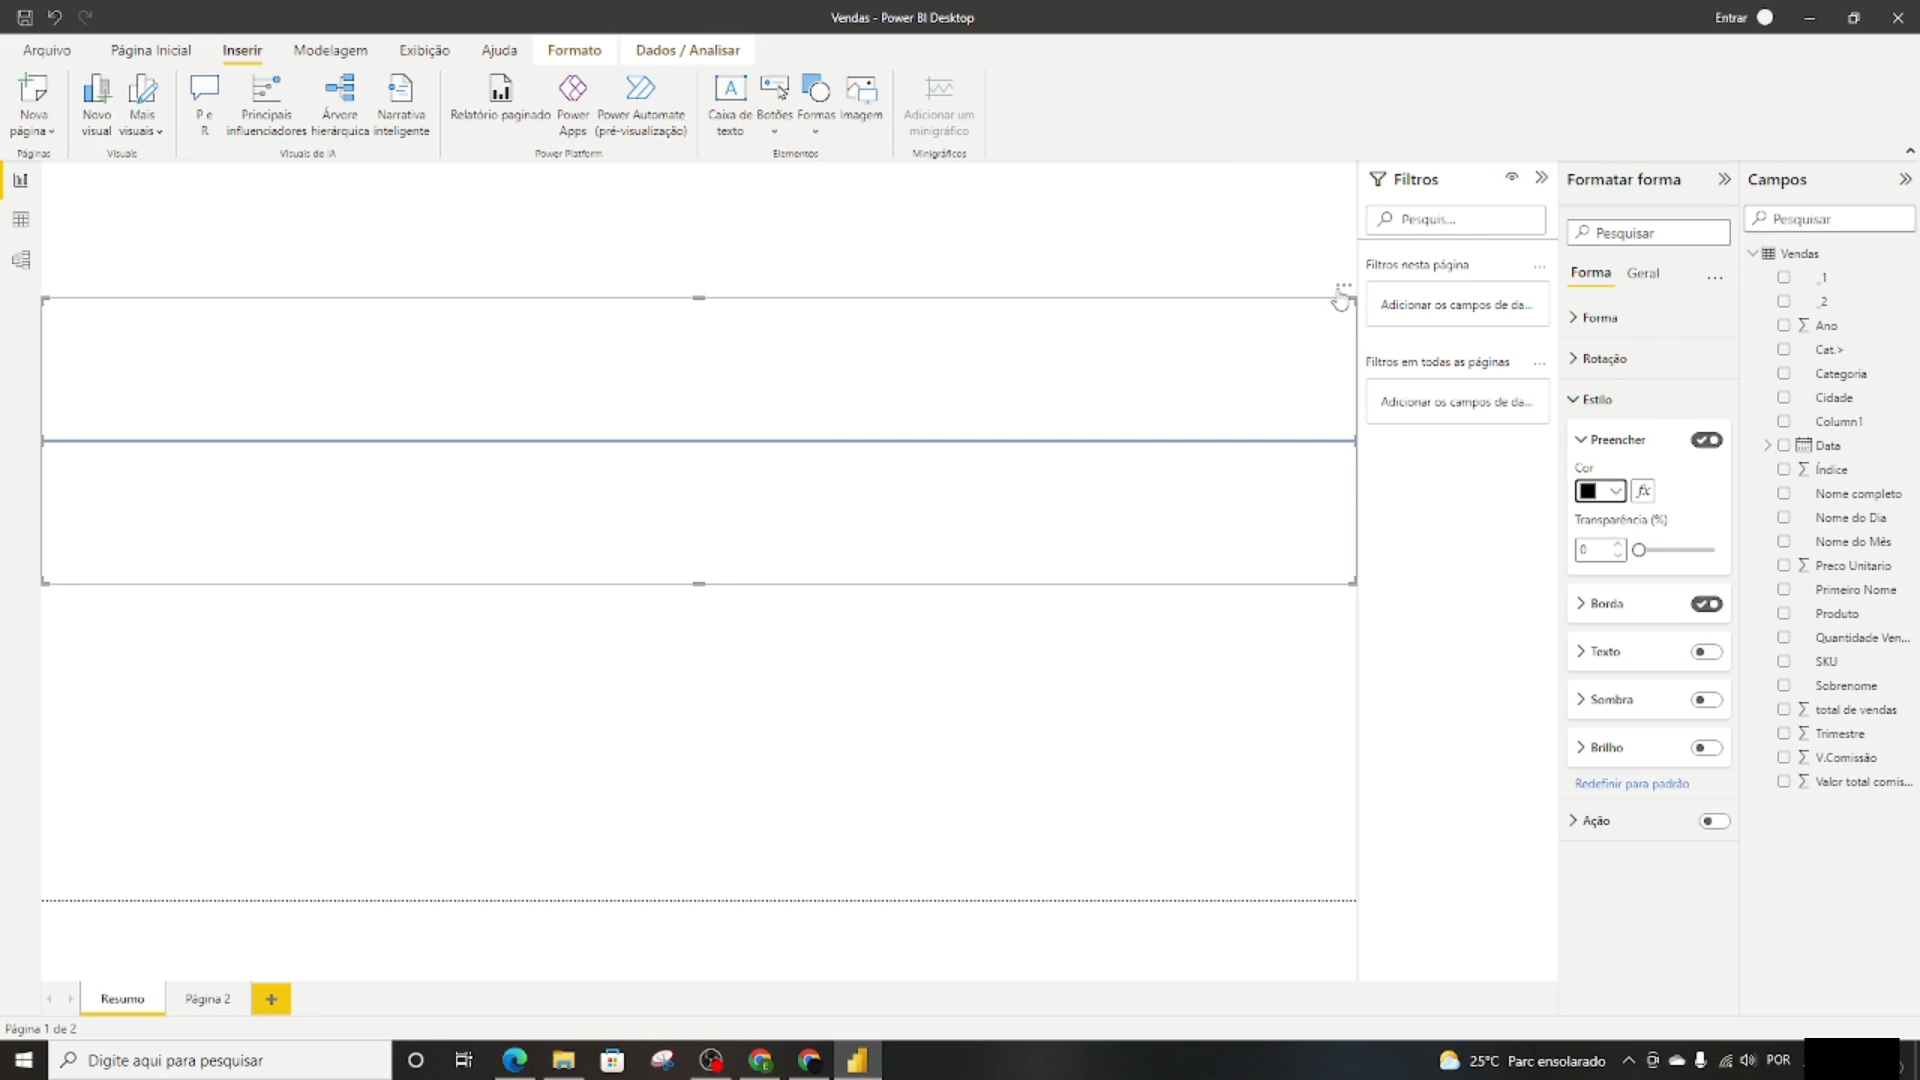 Vendas - Power BI Desktop
Entrar
Arquivo
Página Inicial
Inserir
Modelagem
Exibição
Ajuda
Formato
Dados / Analisar
Nova
página
Novo
visual
Mais
visuais
P e
R
Principais
influenciadores
Árvore
hierárquica
Narrativa
inteligente
Relatório paginado
Power
Apps
Power Automate
(pré-visualização)
Caixa de
texto
Botões
Formas
Imagem
Adicionar um
minigráfico
Páginas
Visuais
Visuais de IA
Power Platform
Elementos
Minigráficos
Filtros
Pesquis...
Filtros nesta página
...
Adicionar os campos de da...
Filtros em todas as páginas
...
Adicionar os campos de da...
Formatar forma
Pesquisar
Forma
Geral
...
Forma
Rotação
Estilo
Preencher
Cor
fx
Transparência (%)
0
Borda
Texto
Sombra
Brilho
Redefinir para padrão
Ação
Campos
Pesquisar
Vendas
_1
_2
Ano
Cat.>
Categoria
Cidade
Column1
Data
Índice
Nome completo
Nome do Dia
Nome do Mês
Preco Unitario
Primeiro Nome
Produto
Quantidade Ven...
SKU
Sobrenome
total de vendas
Trimestre
V.Comissão
Valor total comis...
Resumo
Página 2
Página 1 de 2
Digite aqui para pesquisar
25°C Parc ensolarado
POR